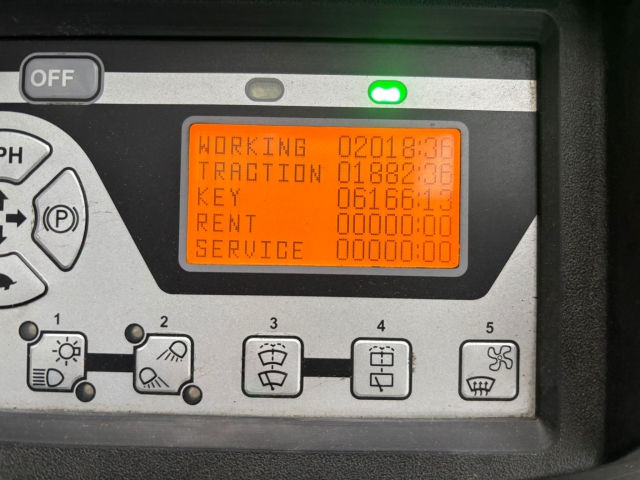 OFF
PH
WORKING 02018:36
TRACTION 01882:36
KEY 06166:13
RENT 00000:00
SERVICE 00000:00
P
1 2 3 4 5